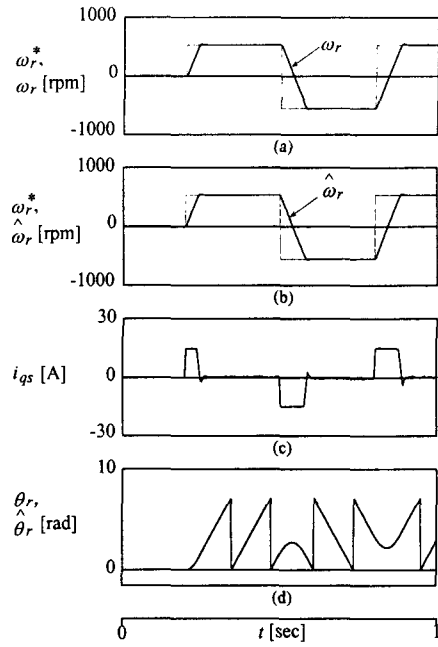 1000
ω_r^*,
ω_r [rpm]
0
-1000
ω_r
(a)
1000
ω_r^*,
ω̂_r [rpm]
0
-1000
ω̂_r
(b)
30
i_qs [A]
0
-30
(c)
10
θ_r,
θ̂_r [rad]
0
(d)
0 t [sec] 1